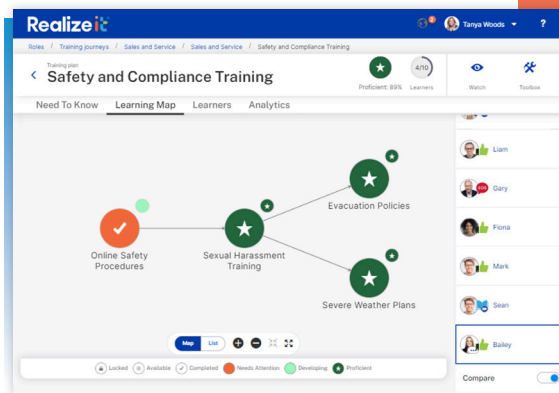 Realizeit
2
Tanya Woods
?
Roles / Training journeys / Sales and Service / Sales and Service / Safety and Compliance Training
Training plan
Safety and Compliance Training
4/10
Proficient: 89%
Learners
Watch
Toolbox
Need To Know
Learning Map
Learners
Analytics
Liam
Gary
Evacuation Policies
Fiona
Online Safety
Procedures
Sexual Harassment
Training
Mark
Severe Weather Plans
Sean
Map
List
Bailey
Locked
Available
Completed
Needs Attention
Developing
Proficient
Compare